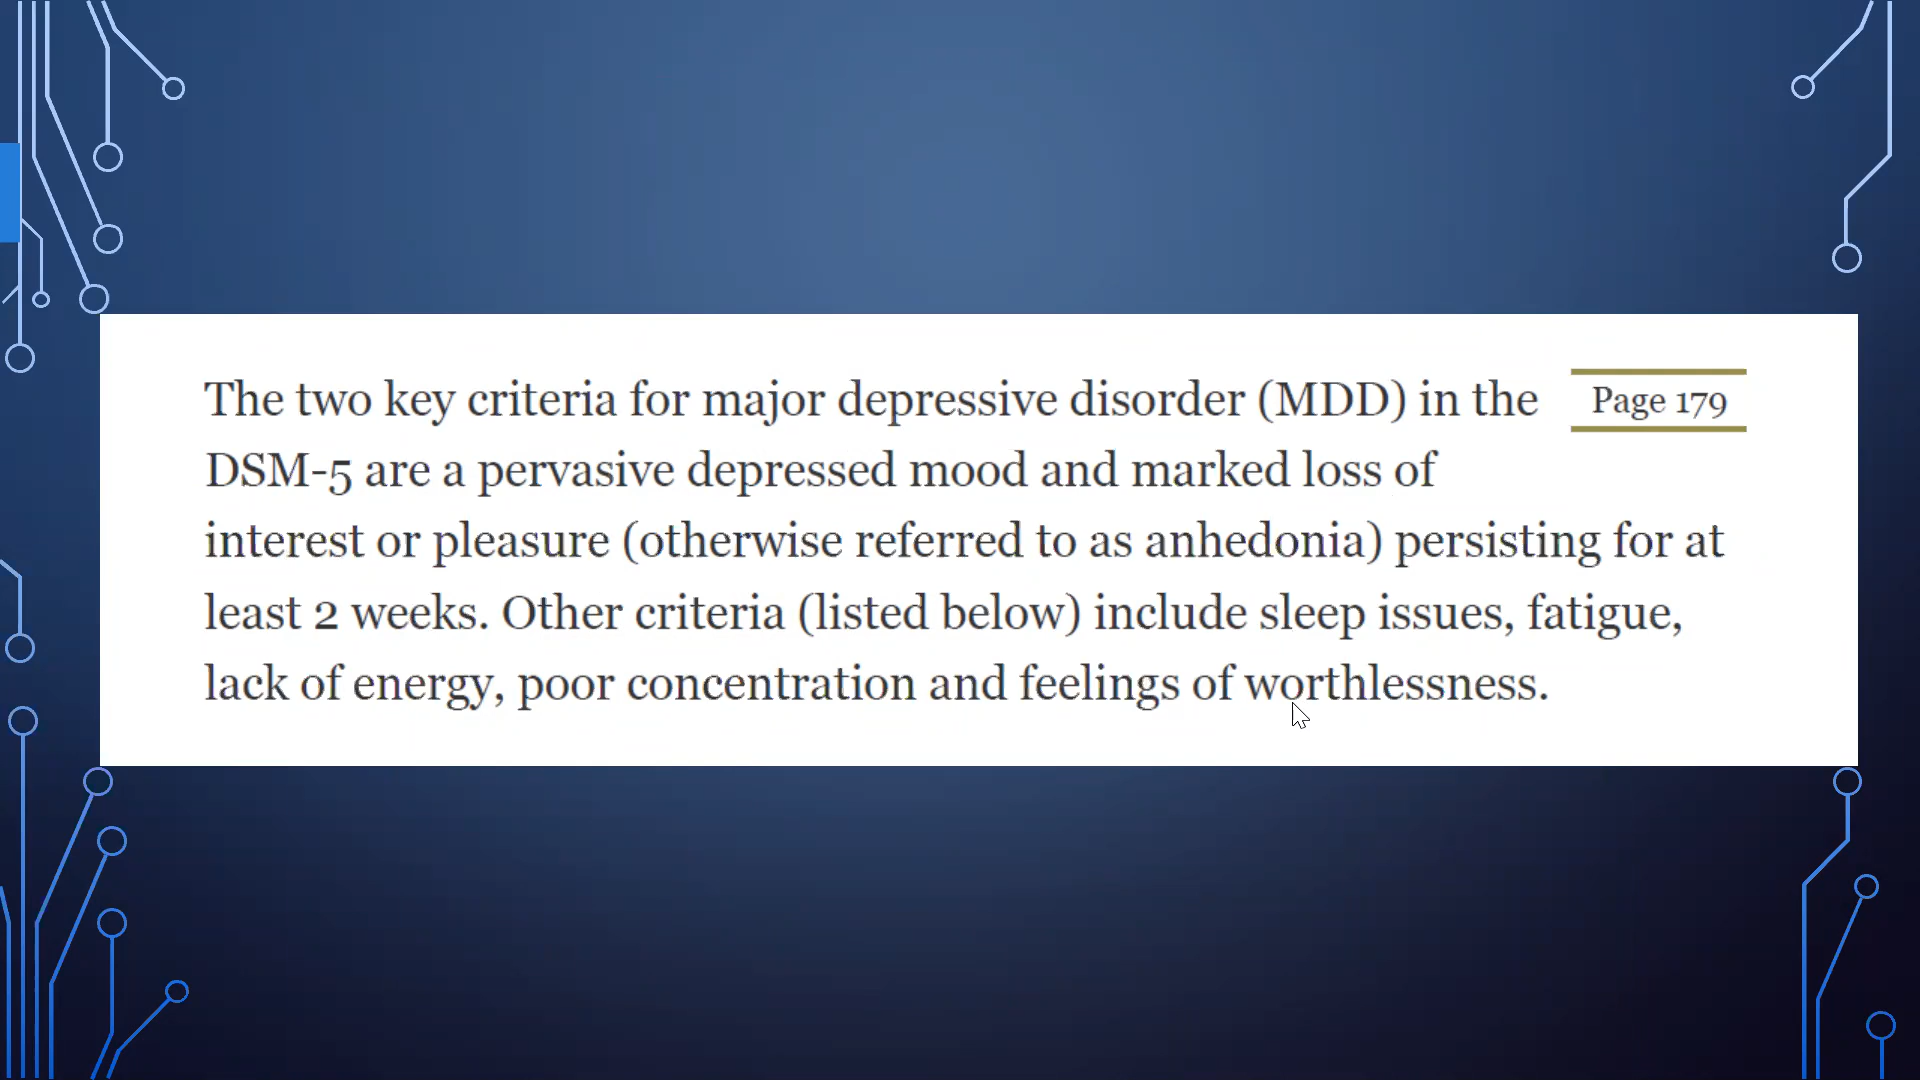 The two key criteria for major depressive disorder (MDD) in the
Page 179
DSM-5 are a pervasive depressed mood and marked loss of
interest or pleasure (otherwise referred to as anhedonia) persisting for at
least 2 weeks. Other criteria (listed below) include sleep issues, fatigue,
lack of energy, poor concentration and feelings of worthlessness.